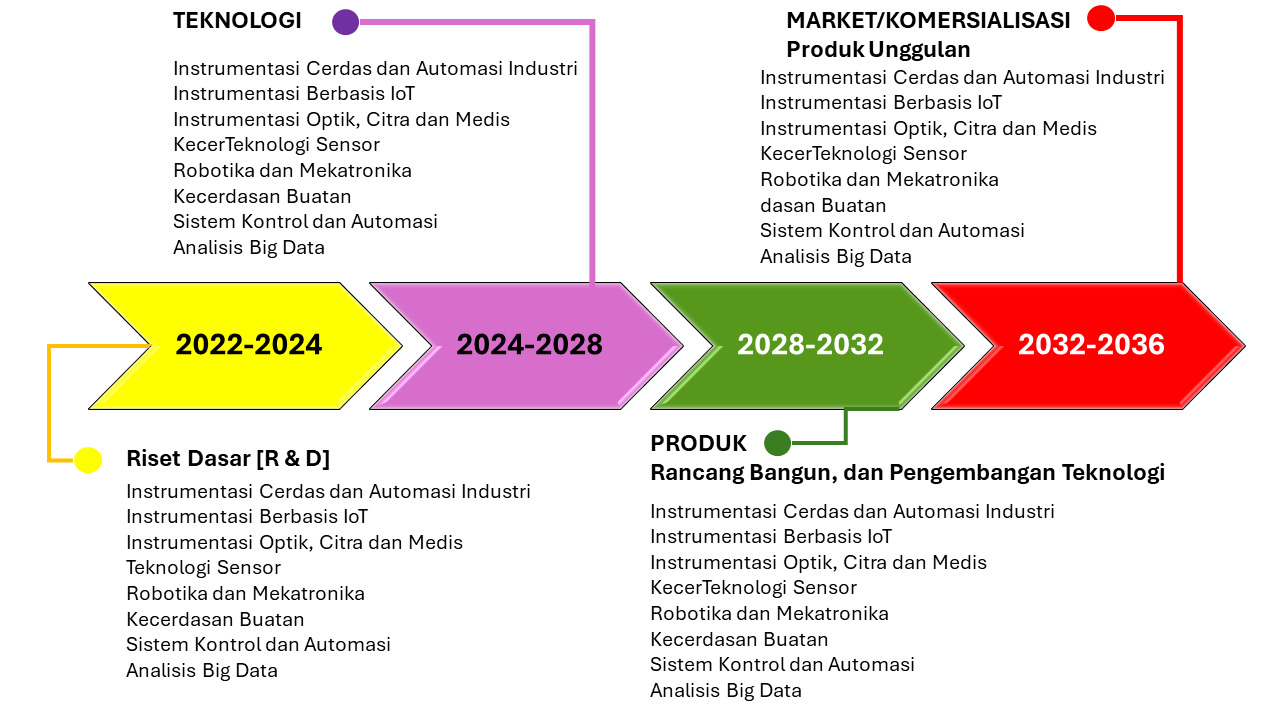 TEKNOLOGI
Instrumentasi Cerdas dan Automasi Industri
Instrumentasi Berbasis IoT
Instrumentasi Optik, Citra dan Medis
KecerTeknologi Sensor
Robotika dan Mekatronika
Kecerdasan Buatan
Sistem Kontrol dan Automasi
Analisis Big Data
MARKET/KOMERSIALISASI
Produk Unggulan
Instrumentasi Cerdas dan Automasi Industri
Instrumentasi Berbasis IoT
Instrumentasi Optik, Citra dan Medis
KecerTeknologi Sensor
Robotika dan Mekatronika
dasan Buatan
Sistem Kontrol dan Automasi
Analisis Big Data
2022-2024
2024-2028
2028-2032
2032-2036
Riset Dasar [R & D]
Instrumentasi Cerdas dan Automasi Industri
Instrumentasi Berbasis IoT
Instrumentasi Optik, Citra dan Medis
Teknologi Sensor
Robotika dan Mekatronika
Kecerdasan Buatan
Sistem Kontrol dan Automasi
Analisis Big Data
PRODUK
Rancang Bangun, dan Pengembangan Teknologi
Instrumentasi Cerdas dan Automasi Industri
Instrumentasi Berbasis IoT
Instrumentasi Optik, Citra dan Medis
KecerTeknologi Sensor
Robotika dan Mekatronika
Kecerdasan Buatan
Sistem Kontrol dan Automasi
Analisis Big Data